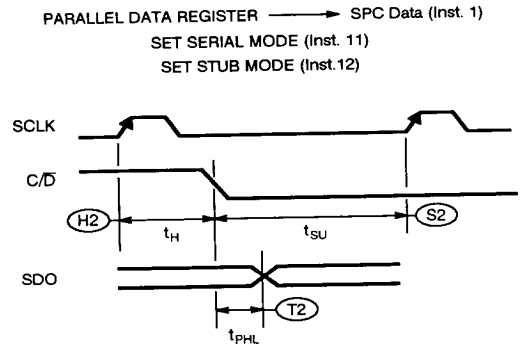 PARALLEL DATA REGISTER → SPC Data (Inst. 1)
SET SERIAL MODE (Inst. 11)
SET STUB MODE (Inst.12)
SCLK
C/D̅
H2
tH
tSU
S2
SDO
T2
tPHL